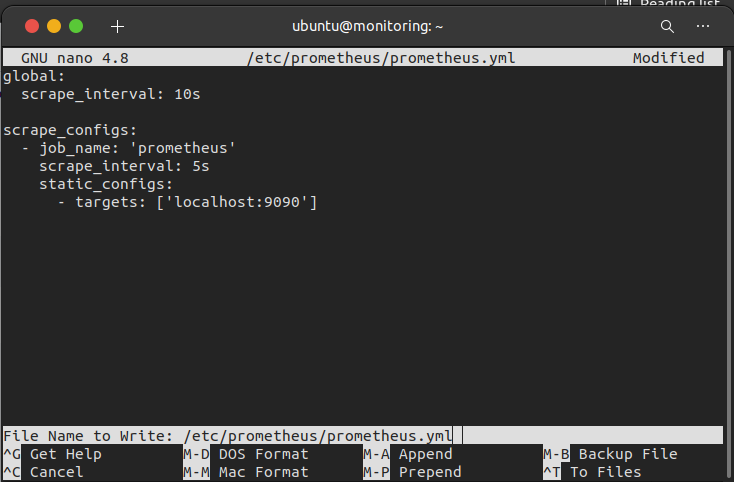 Reading list
ubuntu@monitoring: ~
GNU nano 4.8 /etc/prometheus/prometheus.yml Modified
global:
  scrape_interval: 10s

scrape_configs:
  - job_name: 'prometheus'
    scrape_interval: 5s
    static_configs:
      - targets: ['localhost:9090']
File Name to Write: /etc/prometheus/prometheus.yml
^G Get Help M-D DOS Format M-A Append M-B Backup File
^C Cancel M-M Mac Format M-P Prepend ^T To Files